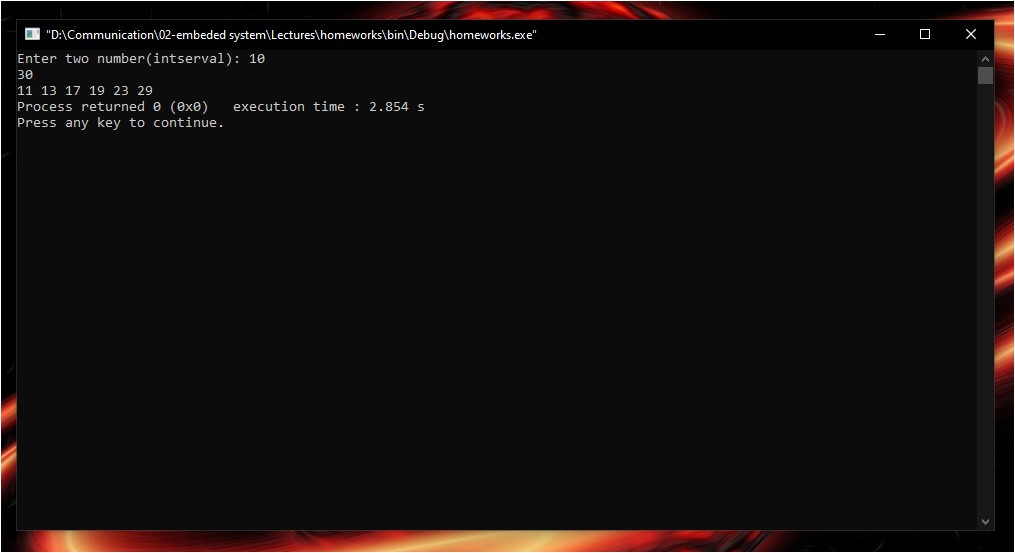 "D:\Communication\02-embeded system\Lectures\homeworks\bin\Debug\homeworks.exe"
Enter two number(intserval): 10
30
11 13 17 19 23 29
Process returned 0 (0x0)   execution time : 2.854 s
Press any key to continue.